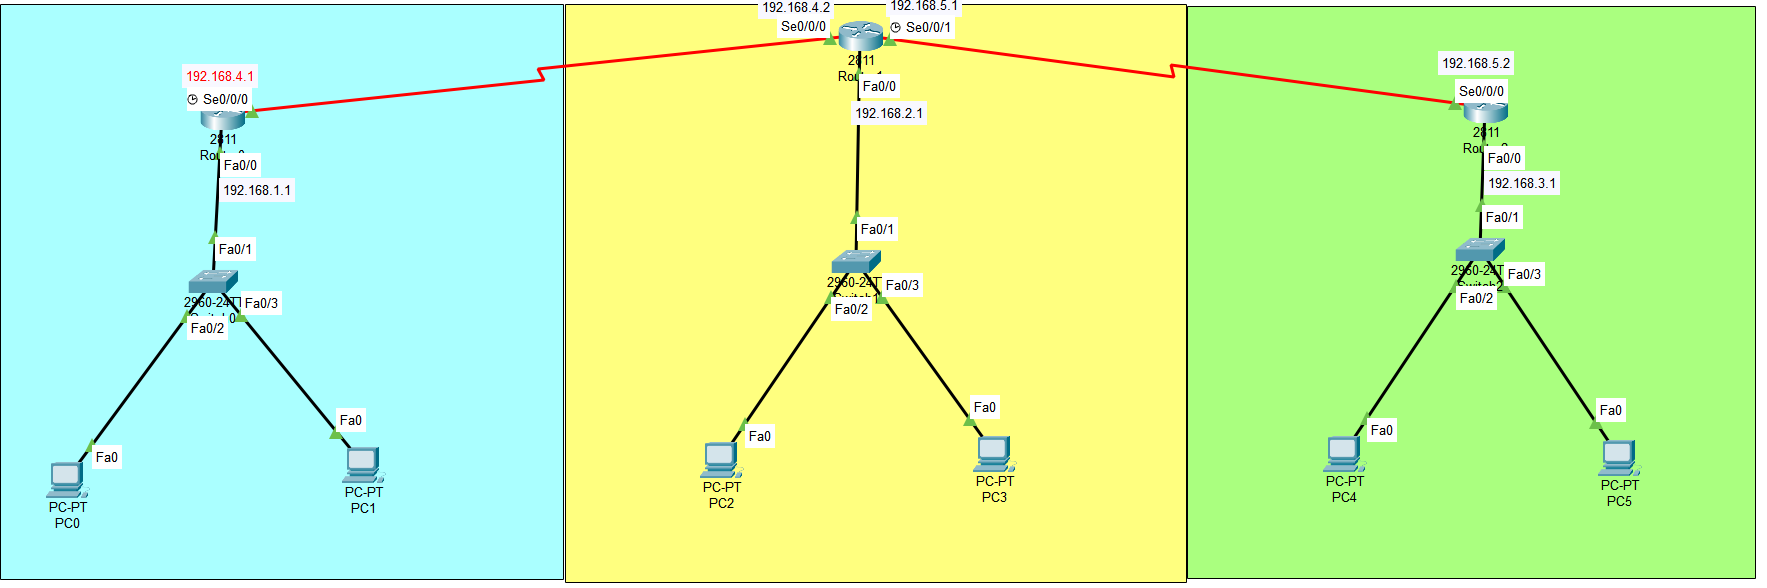 192.168.4.1
Se0/0/0
2811
Fa0/0
192.168.1.1
Fa0/1
Fa0/3
Fa0/2
Fa0
Fa0
PC-PT
PC0
PC-PT
PC1
192.168.4.2
192.168.5.1
Se0/0/0
Se0/0/1
2811
Fa0/0
192.168.2.1
Fa0/1
2960-24T
Fa0/3
Fa0/2
Fa0
Fa0
PC-PT
PC2
PC-PT
PC3
192.168.5.2
Se0/0/0
2811
Fa0/0
192.168.3.1
Fa0/1
2960-24T
Fa0/3
Fa0/2
Fa0
Fa0
PC-PT
PC4
PC-PT
PC5